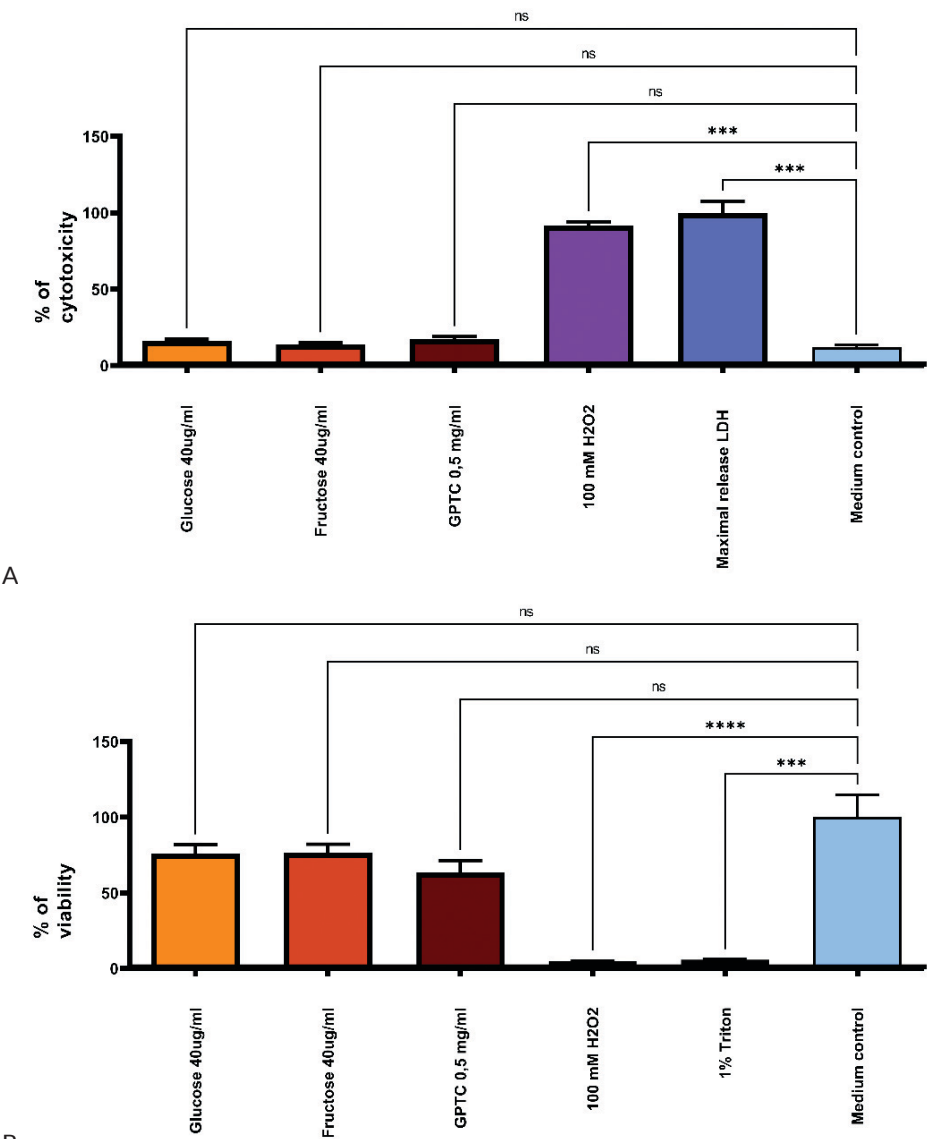 ns
ns
ns
***
***
150
100
50
0
% of
cytotoxicity
Glucose 40ug/ml
Fructose 40ug/ml
GPTC 0,5 mg/ml
100 mM H2O2
Maximal release LDH
Medium control
A
ns
ns
ns
****
***
150
100
50
0
% of
viability
Glucose 40ug/ml
Fructose 40ug/ml
GPTC 0,5 mg/ml
100 mM H2O2
1% Triton
Medium control